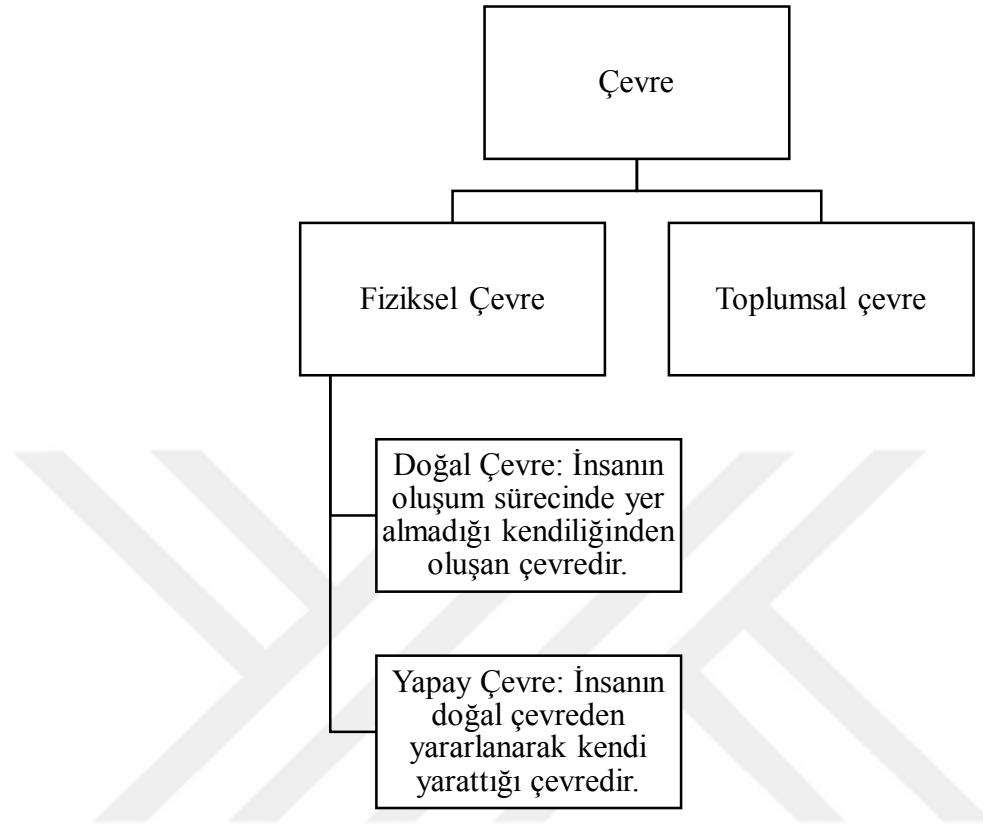 Çevre
Fiziksel Çevre
Toplumsal çevre
Doğal Çevre: İnsanın
oluşum sürecinde yer
almadığı kendiliğinden
oluşan çevredir.
Yapay Çevre: İnsanın
doğal çevreden
yararlanarak kendi
yarattığı çevredir.